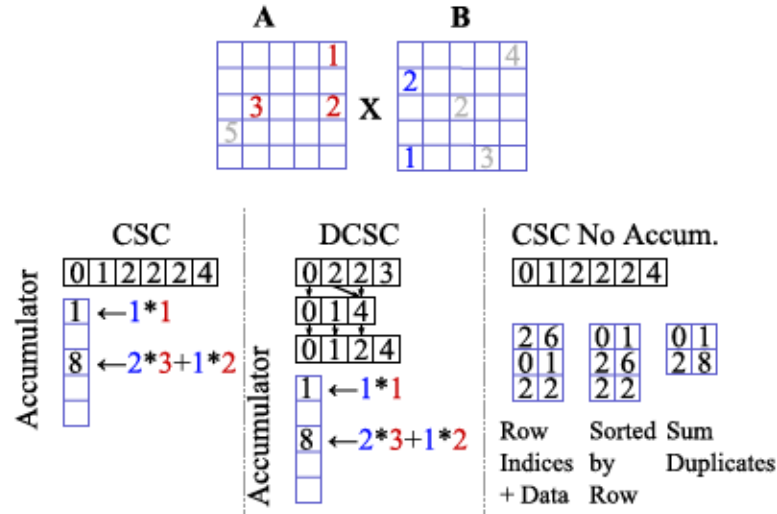 A B
1
3 2
5
X
4
2
2
1 3
CSC
0 1 2 2 2 4
Accumulator
1 ←1*1
8 ←2*3+1*2
DCSC
0 2 2 3
0 1 4
0 1 2 4
Accumulator
1 ←1*1
8 ←2*3+1*2
CSC No Accum.
0 1 2 2 2 4
2 6
0 1
2 2
Row
Indices
+ Data
0 1
2 6
2 2
Sorted
by
Row
0 1
2 8
Sum
Duplicates